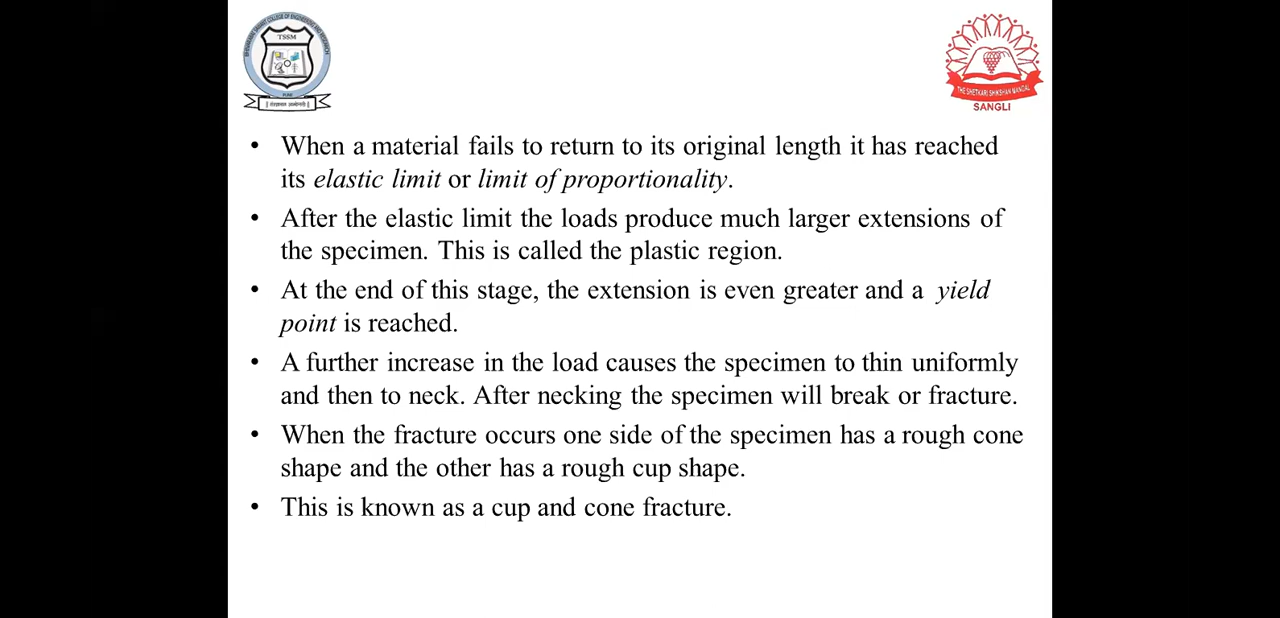 TSSM
PUNE
THE SHETKARI SHIKSHAN MANDAL
SANGLI
• When a material fails to return to its original length it has reached
its elastic limit or limit of proportionality.
• After the elastic limit the loads produce much larger extensions of
the specimen. This is called the plastic region.
• At the end of this stage, the extension is even greater and a yield
point is reached.
• A further increase in the load causes the specimen to thin uniformly
and then to neck. After necking the specimen will break or fracture.
• When the fracture occurs one side of the specimen has a rough cone
shape and the other has a rough cup shape.
• This is known as a cup and cone fracture.